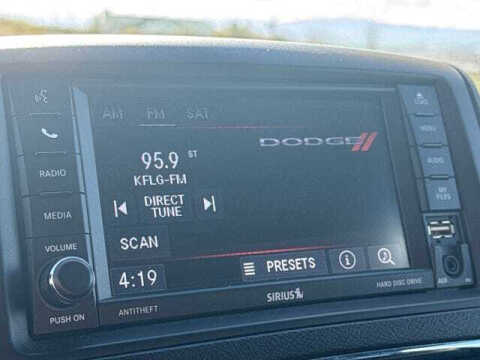 AM FM SAT
LOAD
MENU
RADIO
AUDIO
DODGE
95.9 ST
KFLG-FM
DIRECT
TUNE
MY
FILES
MEDIA
SCAN
VOLUME
PUSH ON
4:19
PRESETS
ANTITHEFT
SIRIUS
HARD DISC DRIVE
AUX